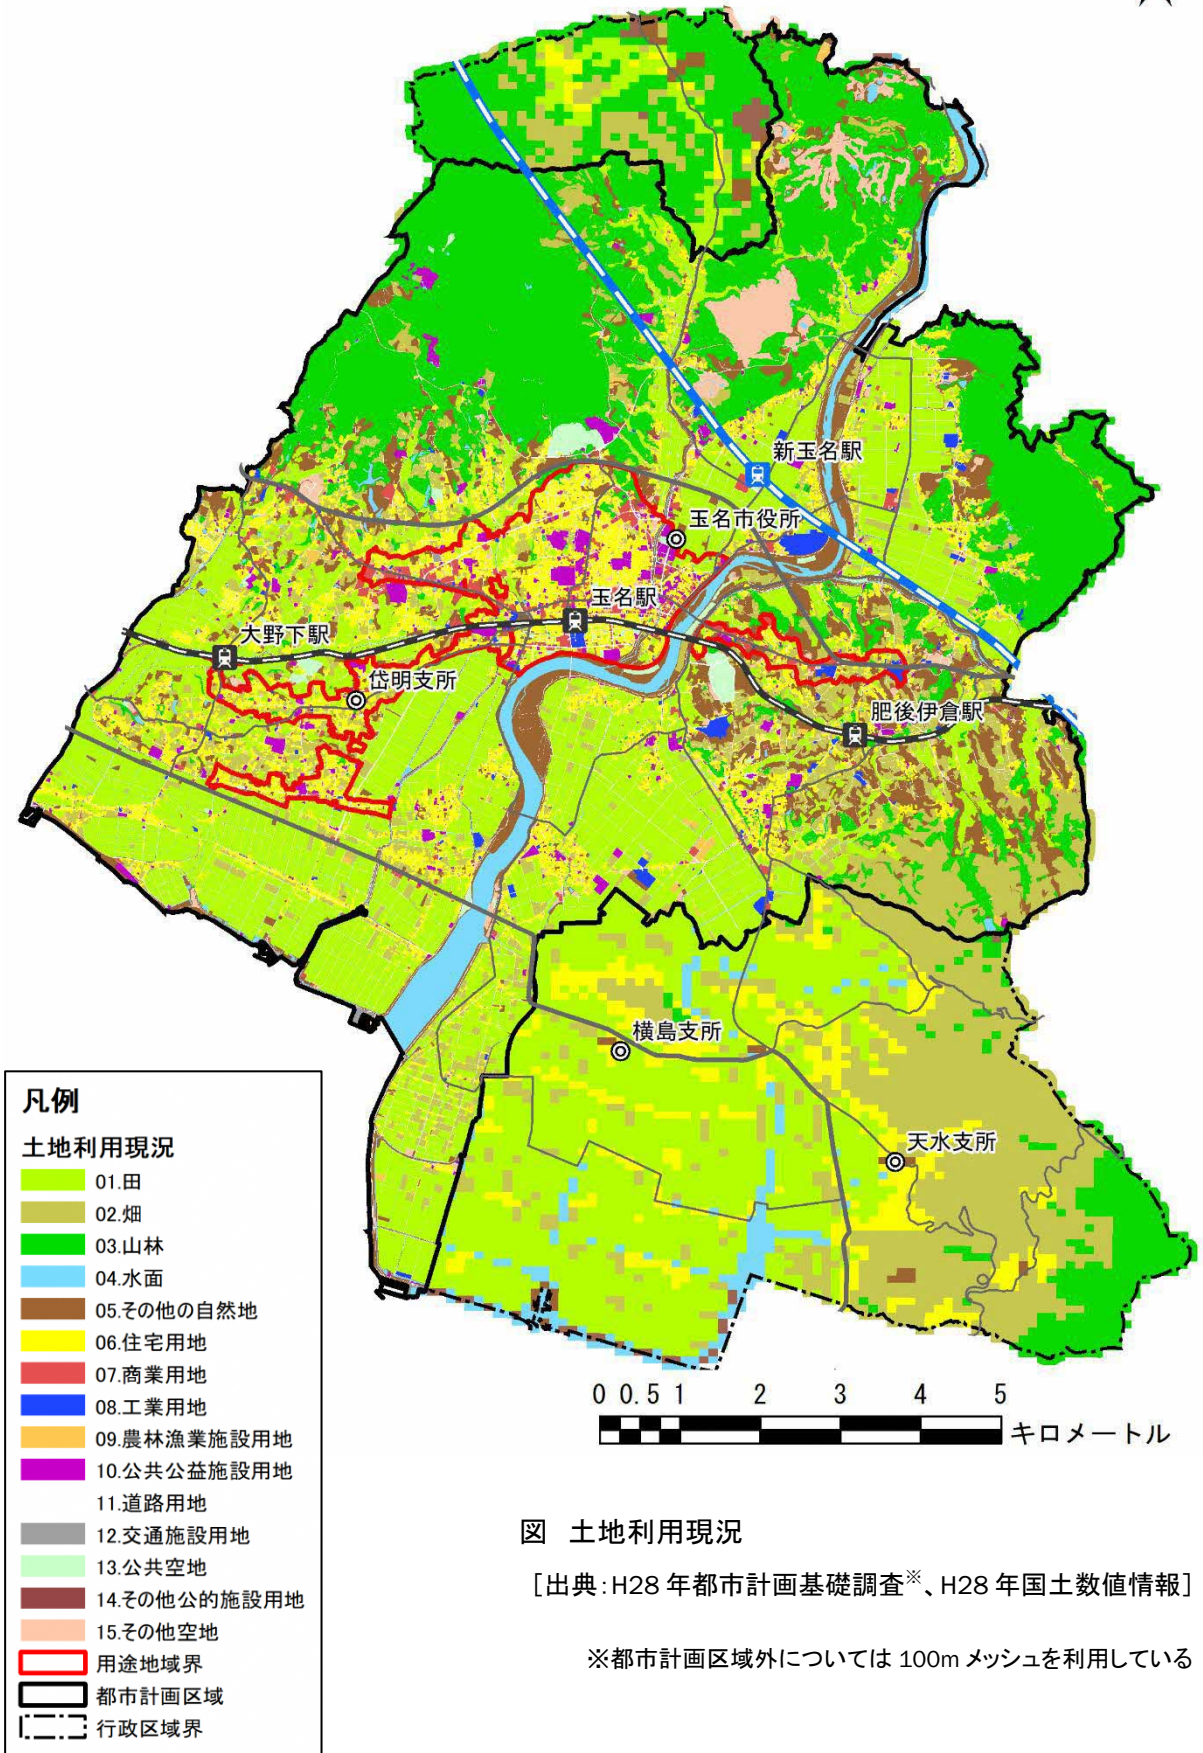 新玉名駅
玉名市役所
玉名駅
大野下駅
岱明支所
肥後伊倉駅
横島支所
天水支所
凡例
土地利用現況
01.田
02.畑
03.山林
04.水面
05.その他の自然地
06.住宅用地
07.商業用地
08.工業用地
09.農林漁業施設用地
10.公共公益施設用地
11.道路用地
12.交通施設用地
13.公共空地
14.その他公的施設用地
15.その他空地
用途地域界
都市計画区域
行政区域界
0 0.5 1 2 3 4 5
キロメートル
図 土地利用現況
［出典：H28 年都市計画基礎調査※、H28 年国土数値情報］
※都市計画区域外については 100m メッシュを利用している